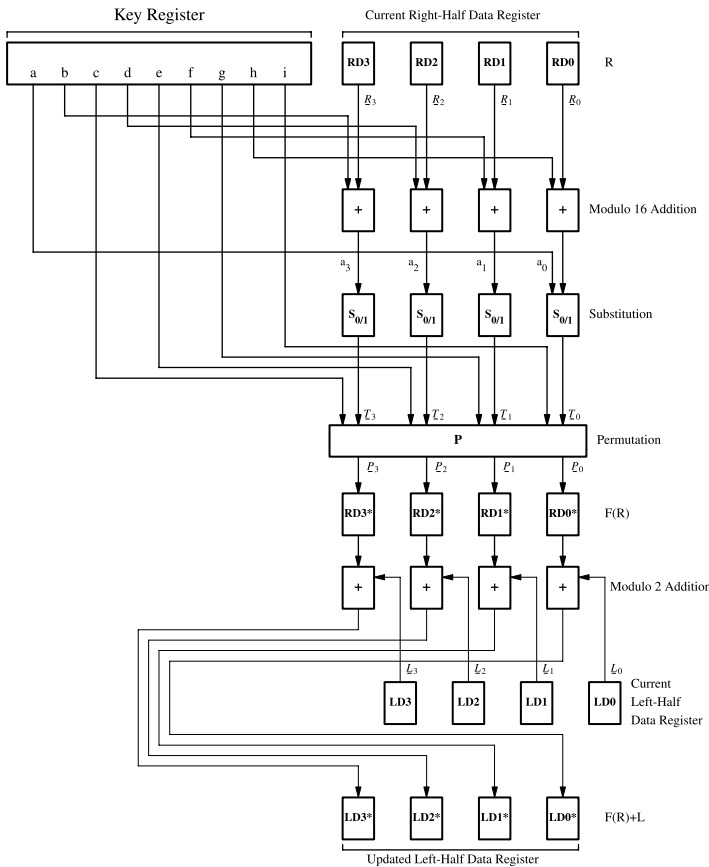 Key Register Current Right-Half Data Register
RD3 RD2 RD1 RD0 R
a b c d e f g h i
R3 R2 R1 R0
+ + + + Modulo 16 Addition
a3 a2 a1 a0
S0/1 S0/1 S0/1 S0/1 Substitution
T3 T2 T1 T0
P Permutation
P3 P2 P1 P0
RD3* RD2* RD1* RD0* F(R)
+ + + + Modulo 2 Addition
L3 L2 L1 L0
LD3 LD2 LD1 LD0
Current
Left-Half
Data Register
LD3* LD2* LD1* LD0* F(R)+L
Updated Left-Half Data Register